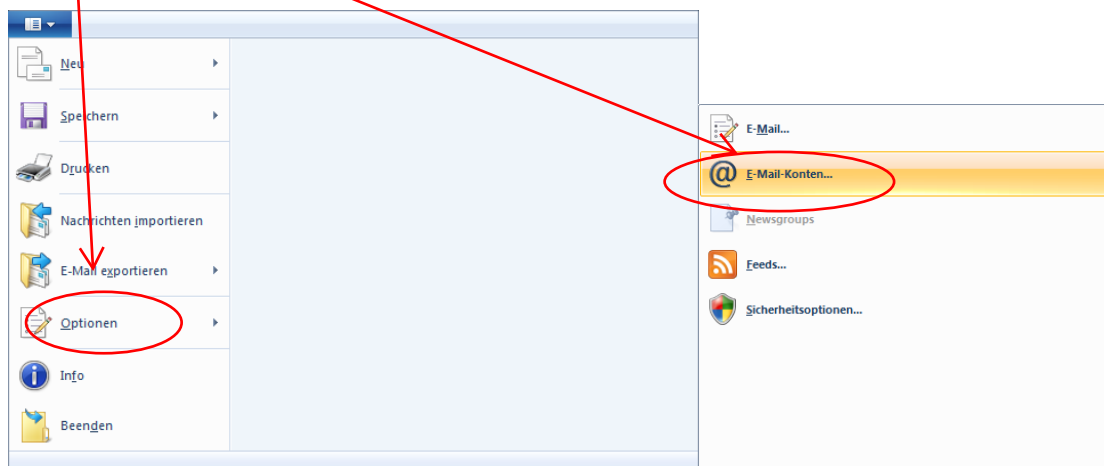 Neu
Speichern
Drucken
Nachrichten importieren
E-Mail exportieren
Optionen
Info
Beenden
E-Mail...
E-Mail-Konten...
Newsgroups
Feeds...
Sicherheitsoptionen...